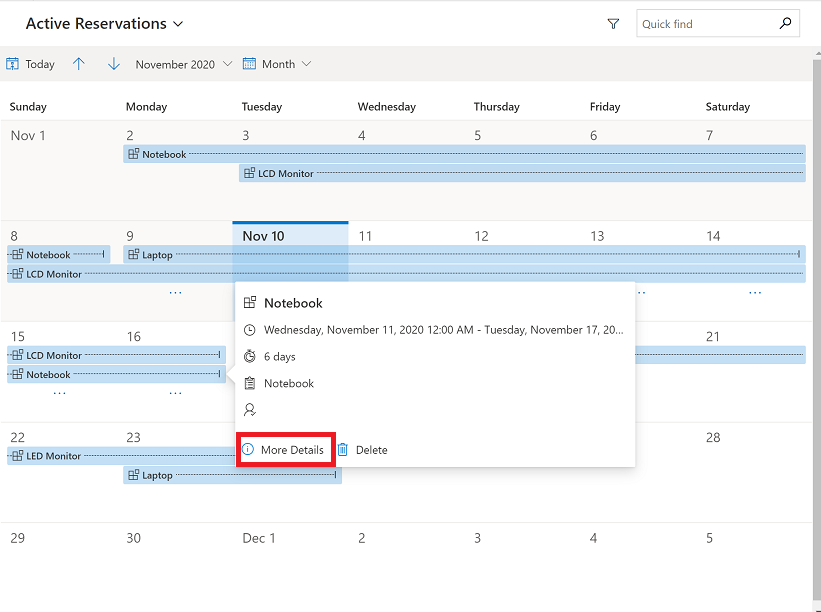 Active Reservations
Quick find
Today
November 2020
Month
Sunday Monday Tuesday Wednesday Thursday Friday Saturday
Nov 1 2 3 4 5 6 7
Notebook
LCD Monitor
8 9 Nov 10 11 12 13 14
Notebook Laptop
LCD Monitor
... ... ...
Notebook
Wednesday, November 11, 2020 12:00 AM - Tuesday, November 17, 20...
6 days
Notebook
More Details Delete
15 16 21
LCD Monitor
Notebook
... ...
22 23 28
LED Monitor
Laptop
29 30 Dec 1 2 3 4 5